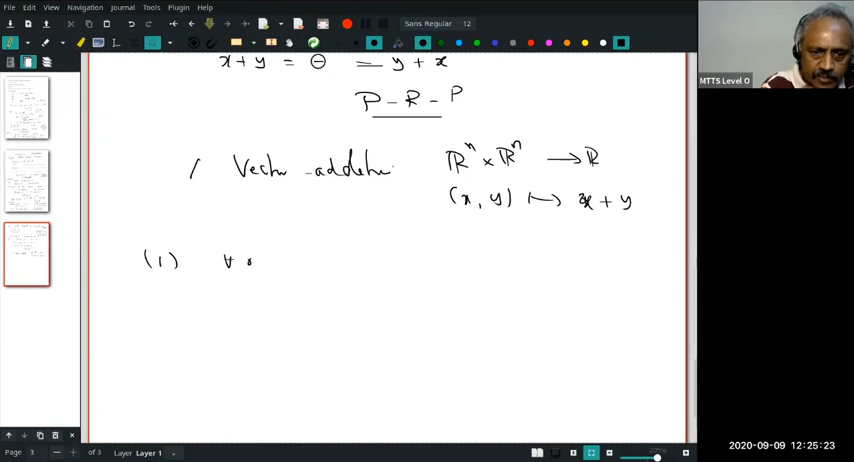 File Edit View Navigation Journal Tools Plugin Help
Sans Regular 12
x + y = ⊖ = y + x
P - R - P
MTTS Level O
/ Vector addition ℝⁿ × ℝⁿ → ℝ
(x, y) ↦ x + y
(1) ∀
Page 3 of 3 Layer Layer 1
2020-09-09 12:25:23